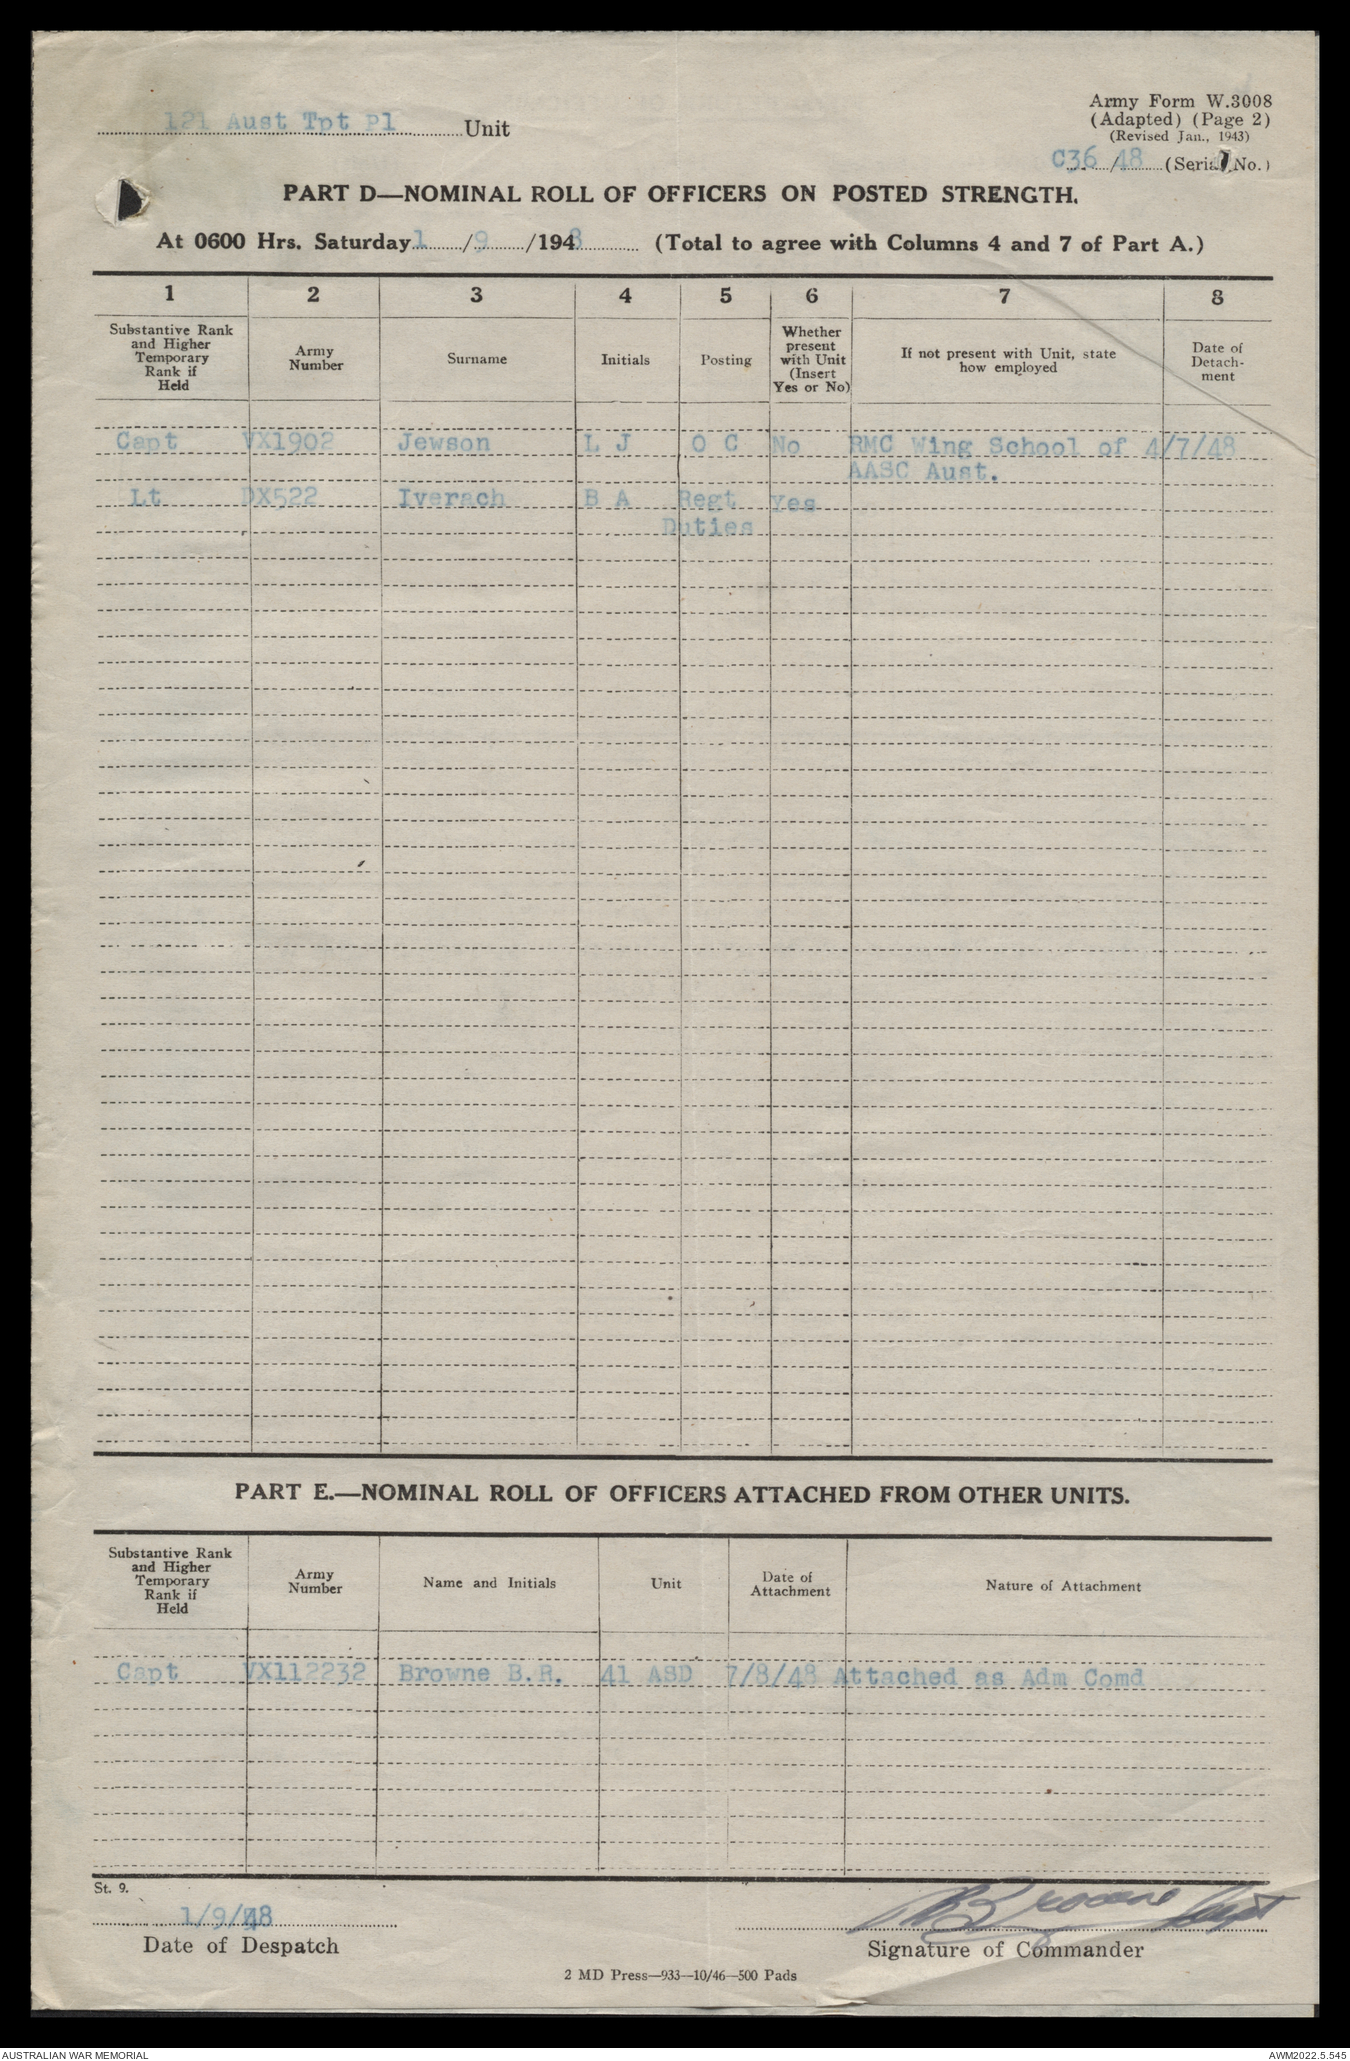 121 Aust Tpt Pl Unit
Army Form W.3008
(Adapted) (Page 2)
(Revised Jan., 1943)
C36/48 (Serial No.)
PART D—NOMINAL ROLL OF OFFICERS ON POSTED STRENGTH.
At 0600 Hrs. Saturday 1/9/1948 (Total to agree with Columns 4 and 7 of Part A.)
1 2 3 4 5 6 7 8
Substantive Rank and Higher Temporary Rank if Held
Army Number
Surname
Initials
Posting
Whether present with Unit (Insert Yes or No)
If not present with Unit, state how employed
Date of Detach-ment
Capt VX1902 Jewson L J O C No RMC Wing School of 4/7/48
AASC Aust.
Lt DX522 Iverach B A Regt Yes
Duties
PART E.—NOMINAL ROLL OF OFFICERS ATTACHED FROM OTHER UNITS.
Substantive Rank and Higher Temporary Rank if Held
Army Number
Name and Initials
Unit
Date of Attachment
Nature of Attachment
Capt VX112232 Browne B.R. 41 ASD 7/8/48 Attached as Adm Comd
St. 9.
1/9/48
Date of Despatch
BBrowne Capt
Signature of Commander
2 MD Press—933—10/46—500 Pads
AUSTRALIAN WAR MEMORIAL
AWM2022.5.545